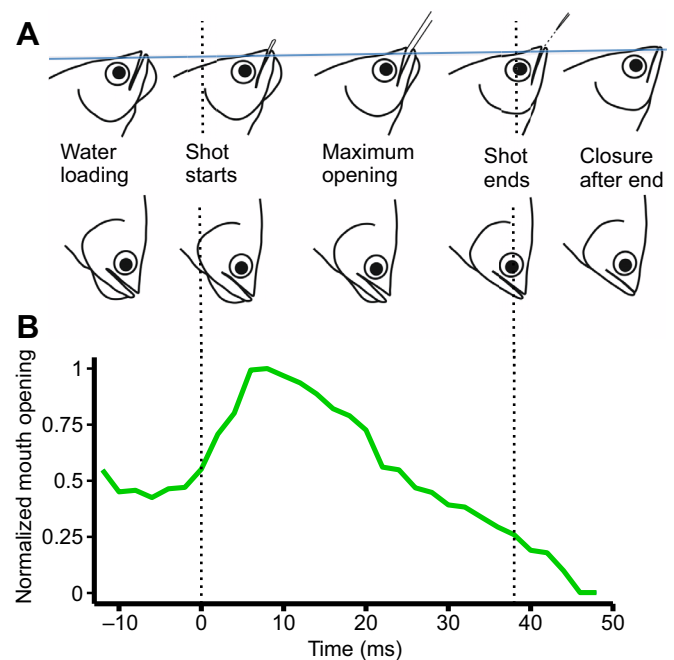 A
Water
loading
Shot
starts
Maximum
opening
Shot
ends
Closure
after end
B
Normalized mouth opening
1
0.75
0.5
0.25
0
–10 0 10 20 30 40 50
Time (ms)